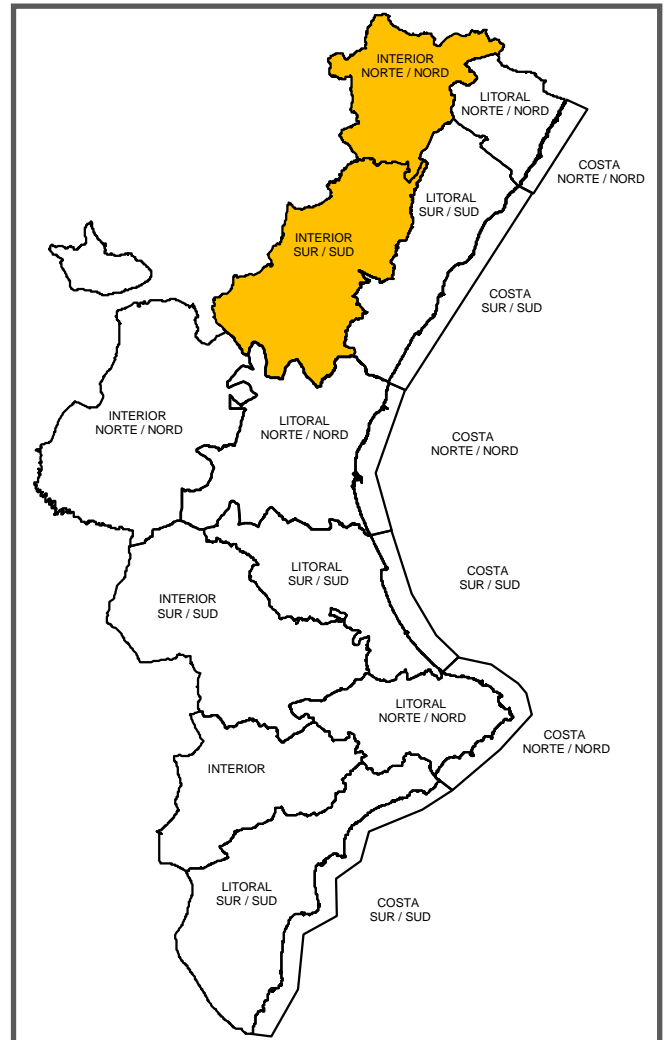 INTERIOR
NORTE / NORD
LITORAL
NORTE / NORD
COSTA
NORTE / NORD
LITORAL
SUR / SUD
INTERIOR
SUR / SUD
COSTA
SUR / SUD
INTERIOR
NORTE / NORD
LITORAL
NORTE / NORD
COSTA
NORTE / NORD
LITORAL
SUR / SUD
COSTA
SUR / SUD
INTERIOR
SUR / SUD
LITORAL
NORTE / NORD
COSTA
NORTE / NORD
INTERIOR
LITORAL
SUR / SUD
COSTA
SUR / SUD